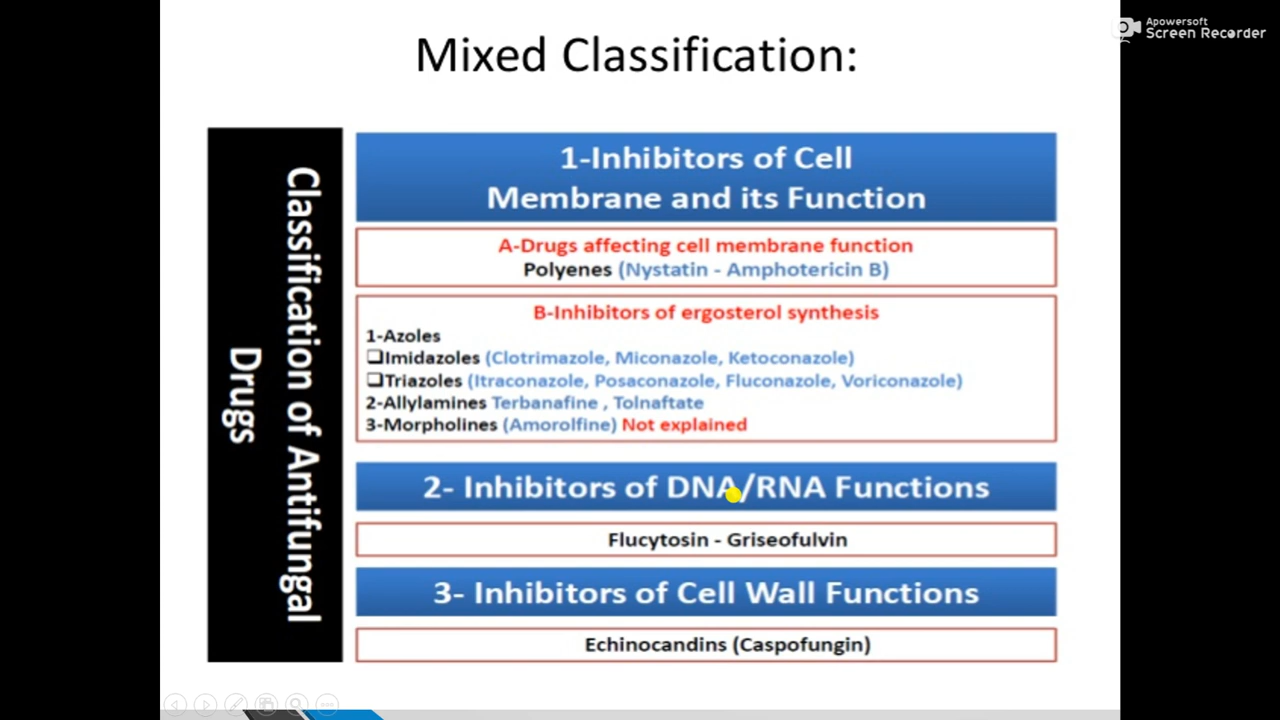 Apowersoft
Screen Recorder
Mixed Classification:
Classification of Antifungal
Drugs
1-Inhibitors of Cell
Membrane and its Function
A-Drugs affecting cell membrane function
Polyenes (Nystatin - Amphotericin B)
B-Inhibitors of ergosterol synthesis
1-Azoles
❑Imidazoles (Clotrimazole, Miconazole, Ketoconazole)
❑Triazoles (Itraconazole, Posaconazole, Fluconazole, Voriconazole)
2-Allylamines Terbanafine , Tolnaftate
3-Morpholines (Amorolfine) Not explained
2- Inhibitors of DNA/RNA Functions
Flucytosin - Griseofulvin
3- Inhibitors of Cell Wall Functions
Echinocandins (Caspofungin)